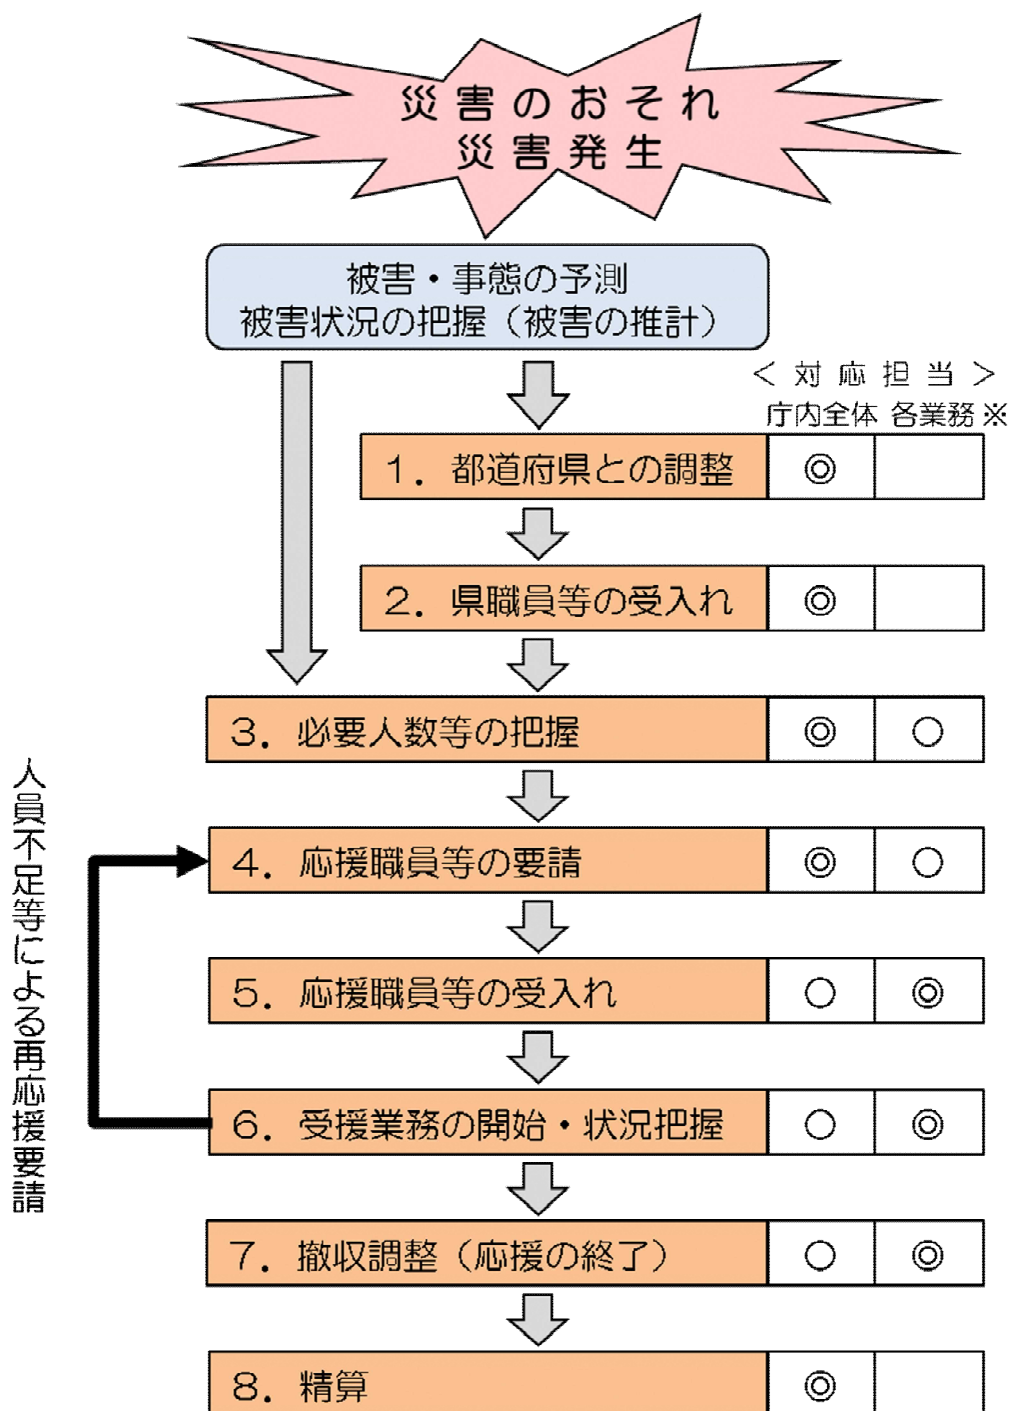 災害のおそれ
災害発生
被害・事態の予測
被害状況の把握（被害の推計）
＜対応担当＞
庁内全体 各業務※
１．都道府県との調整 ◎
２．県職員等の受入れ ◎
３．必要人数等の把握 ◎ ○
４．応援職員等の要請 ◎ ○
５．応援職員等の受入れ ○ ◎
６．受援業務の開始・状況把握 ○ ◎
７．撤収調整（応援の終了） ○ ◎
８．精算 ◎
人員不足等による再応援要請